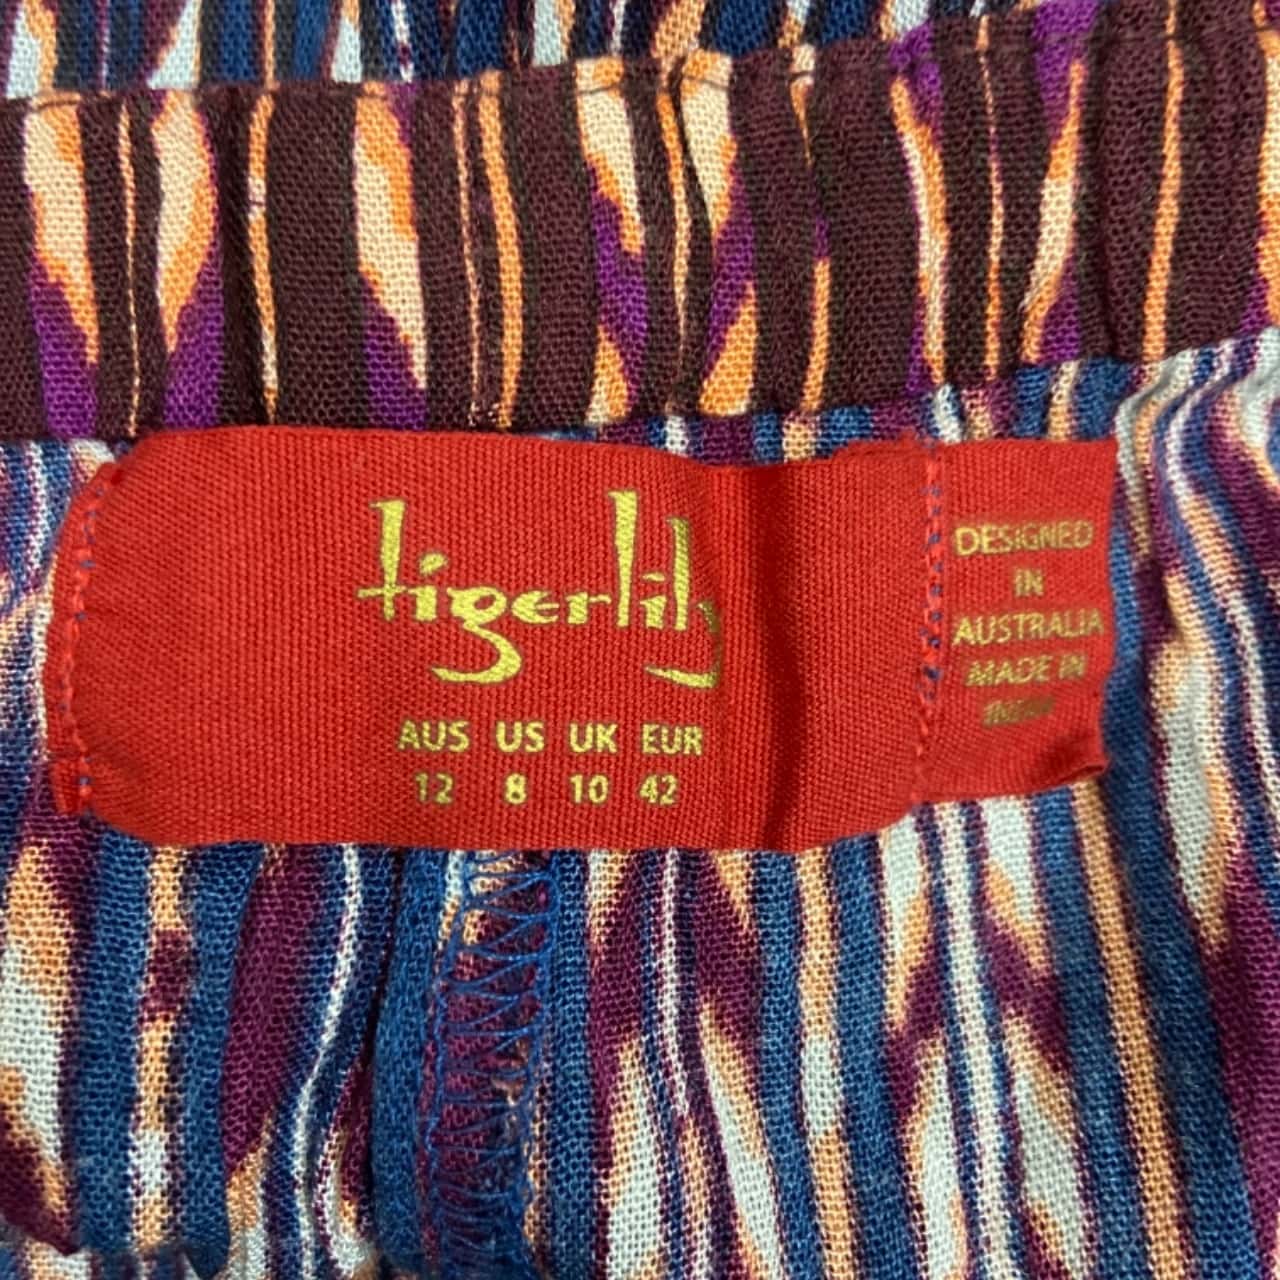 tigerlily
AUS US UK EUR
12 8 10 42
DESIGNED
IN
AUSTRALIA
MADE IN